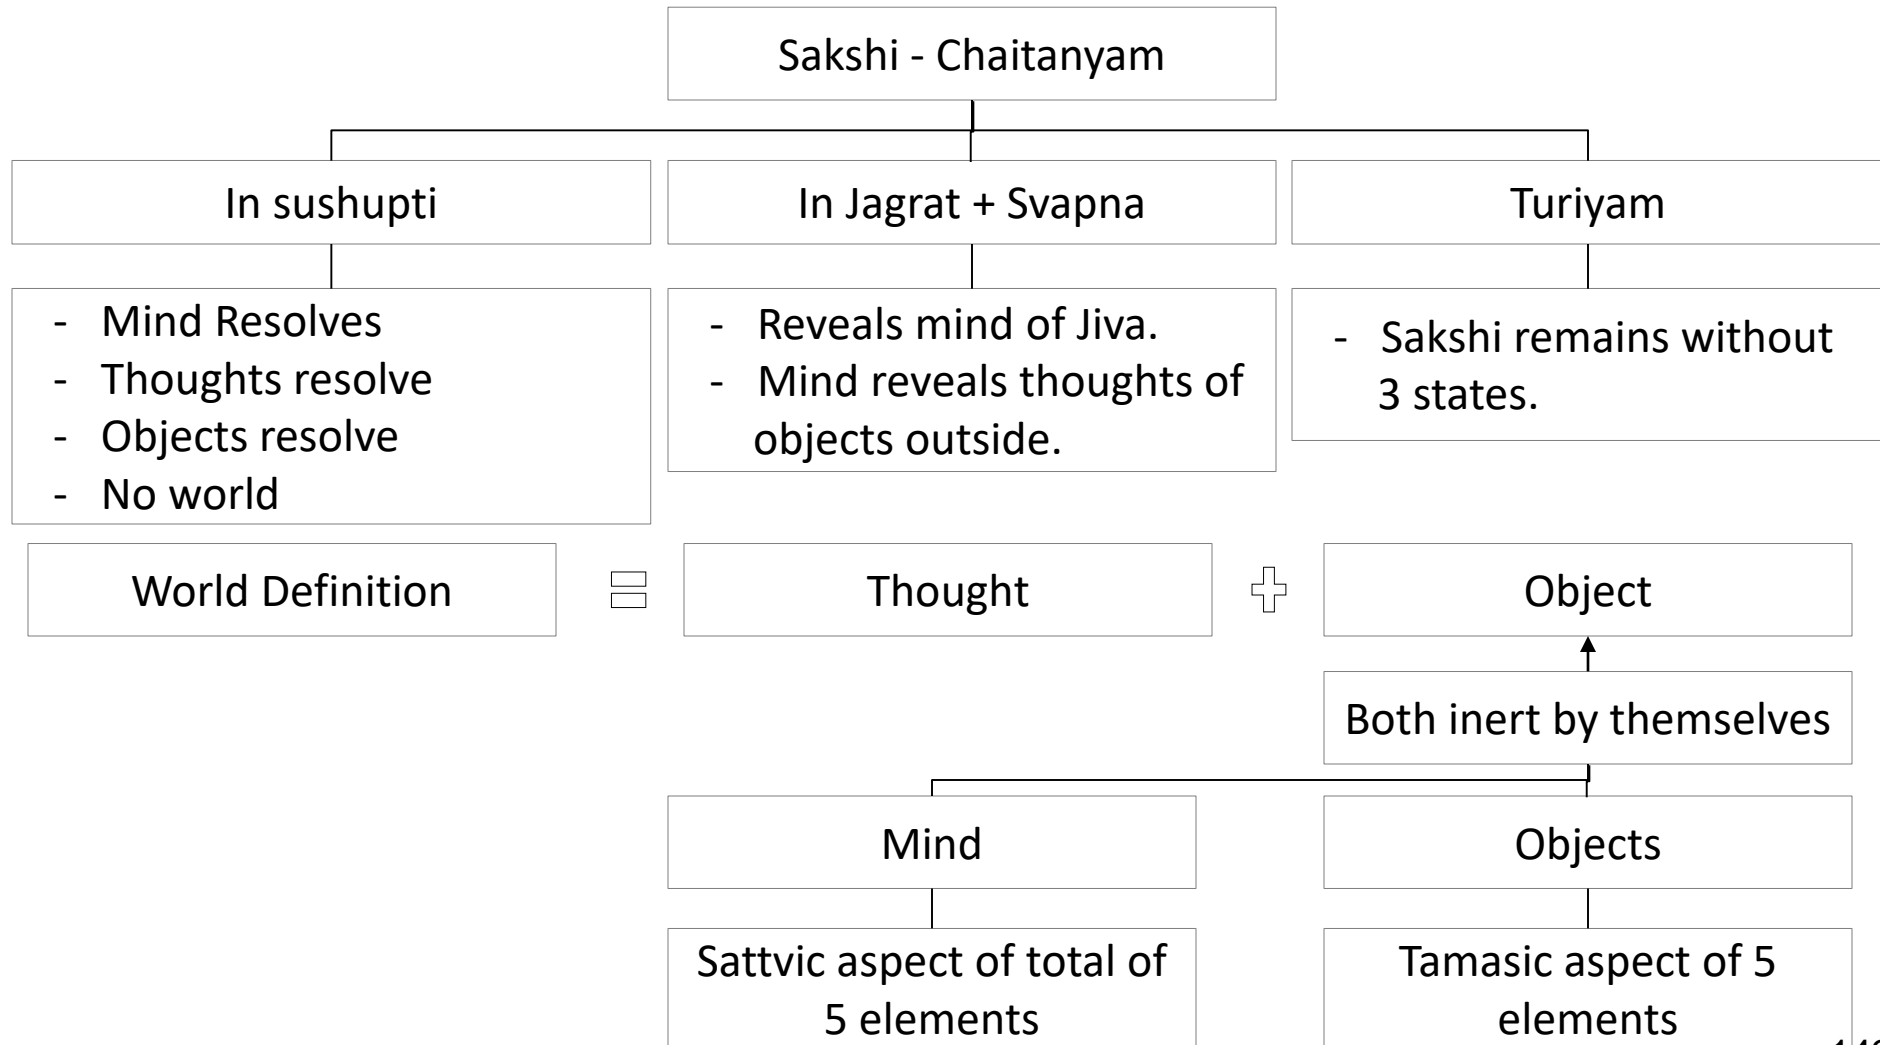 Sakshi - Chaitanyam
In sushupti
In Jagrat + Svapna
Turiyam
- Mind Resolves
- Thoughts resolve
- Objects resolve
- No world
- Reveals mind of Jiva.
- Mind reveals thoughts of
objects outside.
- Sakshi remains without
3 states.
World Definition = Thought + Object
Both inert by themselves
Mind
Objects
Sattvic aspect of total of
5 elements
Tamasic aspect of 5
elements